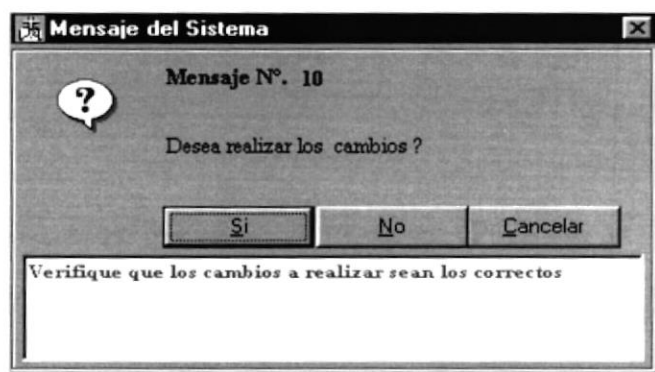 Mensaje del Sistema
Mensaje Nº. 10
?
Desea realizar los cambios ?
Si No Cancelar
Verifique que los cambios a realizar sean los correctos